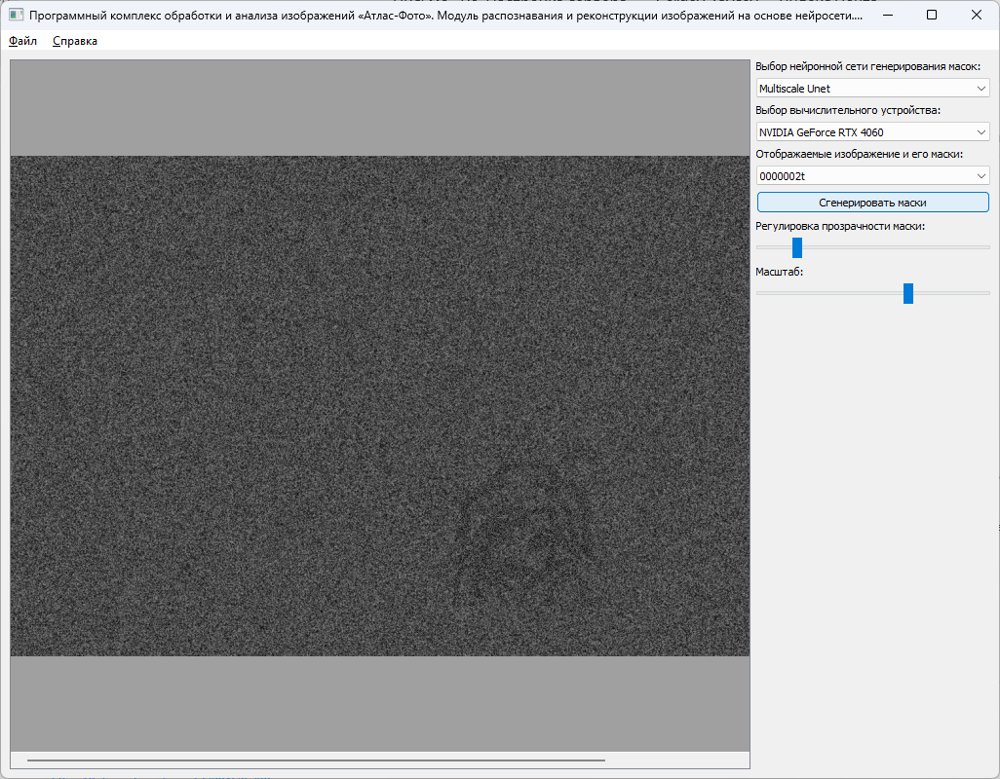 Программный комплекс обработки и анализа изображений «Атлас-Фото». Модуль распознавания и реконструкции изображений на основе нейросети....
Файл Справка
Выбор нейронной сети генерирования масок:
Multiscale Unet
Выбор вычислительного устройства:
NVIDIA GeForce RTX 4060
Отображаемые изображение и его маски:
0000002t
Сгенерировать маски
Регулировка прозрачности маски:
Масштаб: